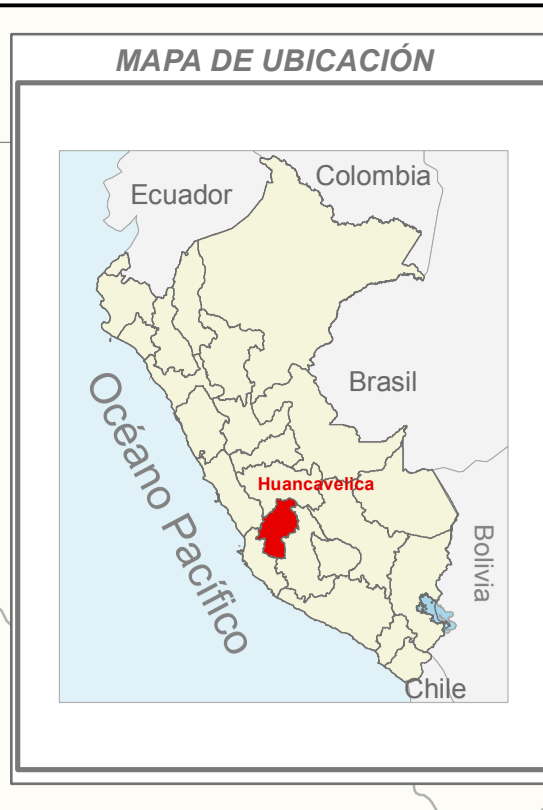 MAPA DE UBICACIÓN
Ecuador
Colombia
Brasil
Océano Pacífico
Huancavelica
Bolivia
Chile